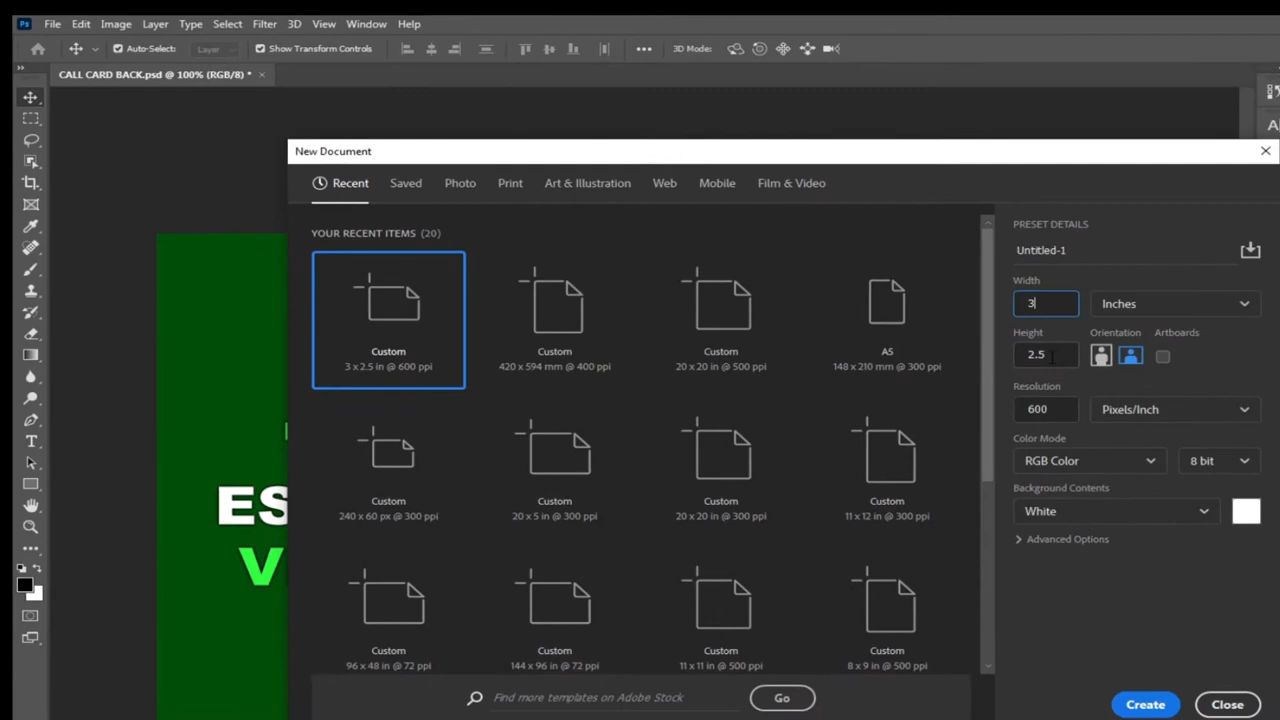 Ps File Edit Image Layer Type Select Filter 3D View Window Help
Auto-Select: Layer Show Transform Controls 3D Mode:
CALL CARD BACK.psd @ 100% (RGB/8) *
New Document
Recent Saved Photo Print Art & Illustration Web Mobile Film & Video
YOUR RECENT ITEMS (20)
Custom Custom Custom A5
3 x 2.5 in @ 600 ppi 420 x 594 mm @ 400 ppi 20 x 20 in @ 500 ppi 148 x 210 mm @ 300 ppi
Custom Custom Custom Custom
240 x 60 px @ 300 ppi 20 x 5 in @ 300 ppi 20 x 20 in @ 300 ppi 11 x 12 in @ 300 ppi
Custom Custom Custom Custom
96 x 48 in @ 72 ppi 144 x 96 in @ 72 ppi 11 x 11 in @ 500 ppi 8 x 9 in @ 500 ppi
Find more templates on Adobe Stock Go
PRESET DETAILS
Untitled-1
Width
3 Inches
Height Orientation Artboards
2.5
Resolution
600 Pixels/Inch
Color Mode
RGB Color 8 bit
Background Contents
White
Advanced Options
Create Close
ES
V